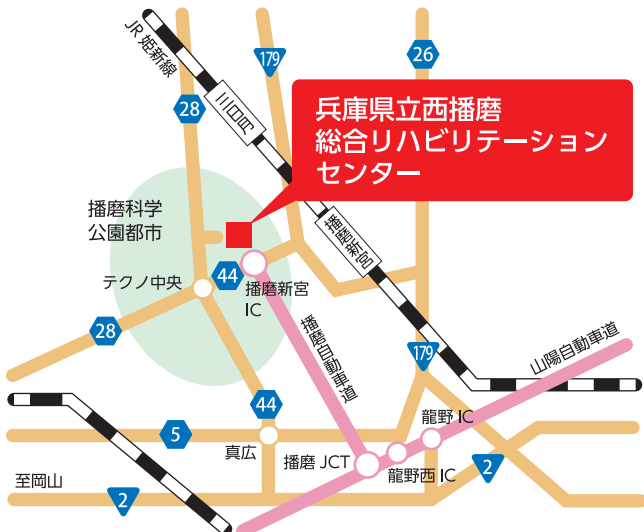 JR 姫新線
28
179
26
三日月
兵庫県立西播磨
総合リハビリテーション
センター
播磨科学
公園都市
播磨新宮
テクノ中央
44
播磨新宮
IC
28
播磨自動車道
山陽自動車道
179
44
5
真広
播磨 JCT
龍野 IC
龍野西 IC
至岡山
2
2